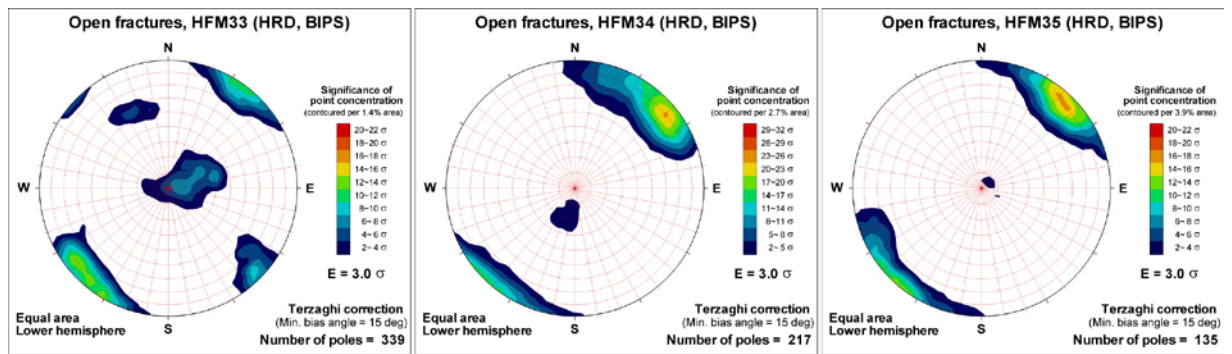 Open fractures, HFM33 (HRD, BIPS)
N
W
E
S
Significance of
point concentration
(contoured per 1.4% area)
20~22 σ
18~20 σ
16~18 σ
14~16 σ
12~14 σ
10~12 σ
8~10 σ
6~8 σ
4~6 σ
2~4 σ
E = 3.0 σ
Equal area
Lower hemisphere
Terzaghi correction
(Min. bias angle = 15 deg)
Number of poles = 339
Open fractures, HFM34 (HRD, BIPS)
N
W
E
S
Significance of
point concentration
(contoured per 2.7% area)
29~32 σ
26~29 σ
23~26 σ
20~23 σ
17~20 σ
14~17 σ
11~14 σ
8~11 σ
5~8 σ
2~5 σ
E = 3.0 σ
Equal area
Lower hemisphere
Terzaghi correction
(Min. bias angle = 15 deg)
Number of poles = 217
Open fractures, HFM35 (HRD, BIPS)
N
W
E
S
Significance of
point concentration
(contoured per 3.9% area)
20~22 σ
18~20 σ
16~18 σ
14~16 σ
12~14 σ
10~12 σ
8~10 σ
6~8 σ
4~6 σ
2~4 σ
E = 3.0 σ
Equal area
Lower hemisphere
Terzaghi correction
(Min. bias angle = 15 deg)
Number of poles = 135